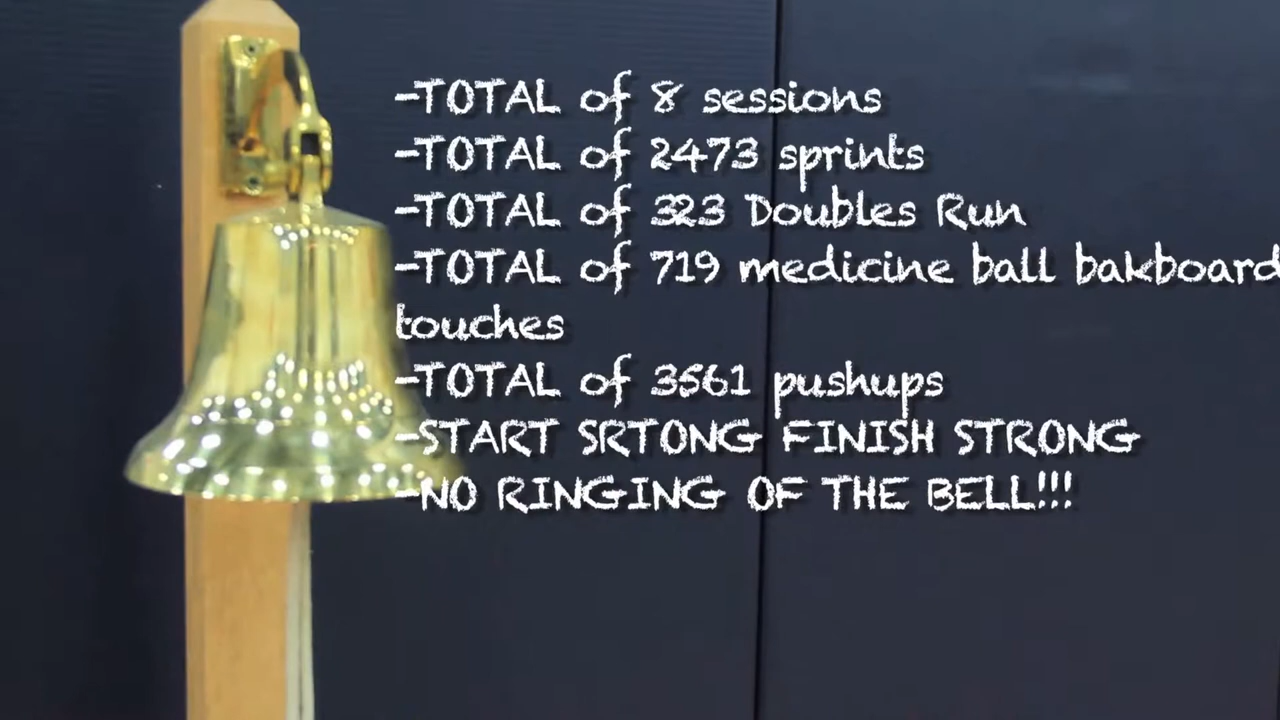 -TOTAL of 8 sessions
-TOTAL of 2473 sprints
-TOTAL of 323 Doubles Run
-TOTAL of 719 medicine ball bakboard
touches
-TOTAL of 3561 pushups
-START SRTONG FINISH STRONG
-NO RINGING OF THE BELL!!!